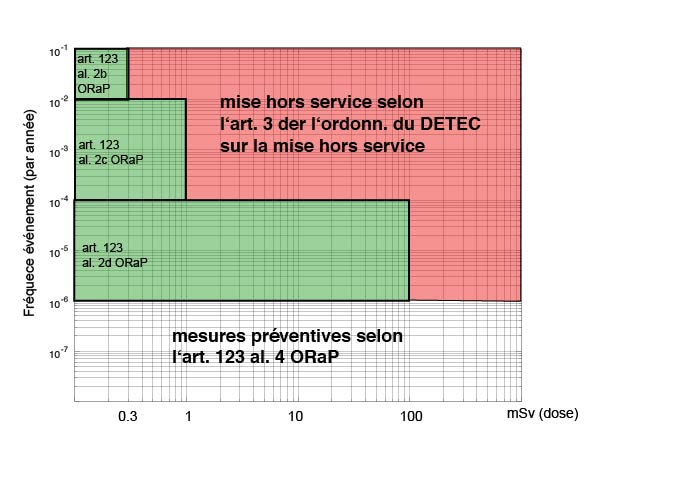 10-1
art. 123
al. 2b
ORaP
10-2
mise hors service selon
l‘art. 3 der l‘ordonn. du DETEC
sur la mise hors service
10-3
art. 123
al. 2c ORaP
10-4
art. 123
al. 2d ORaP
10-5
10-6
mesures préventives selon
l‘art. 123 al. 4 ORaP
10-7
Fréquece événement (par année)
0.3 1 10 100 mSv (dose)